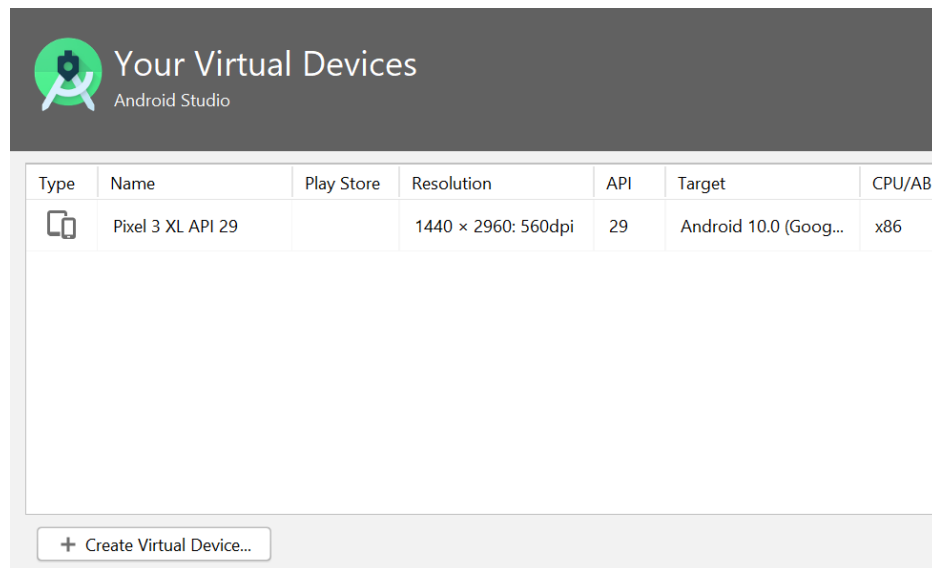 Your Virtual Devices
Android Studio
Type Name Play Store Resolution API Target CPU/AB
Pixel 3 XL API 29 1440 × 2960: 560dpi 29 Android 10.0 (Goog... x86
+ Create Virtual Device...